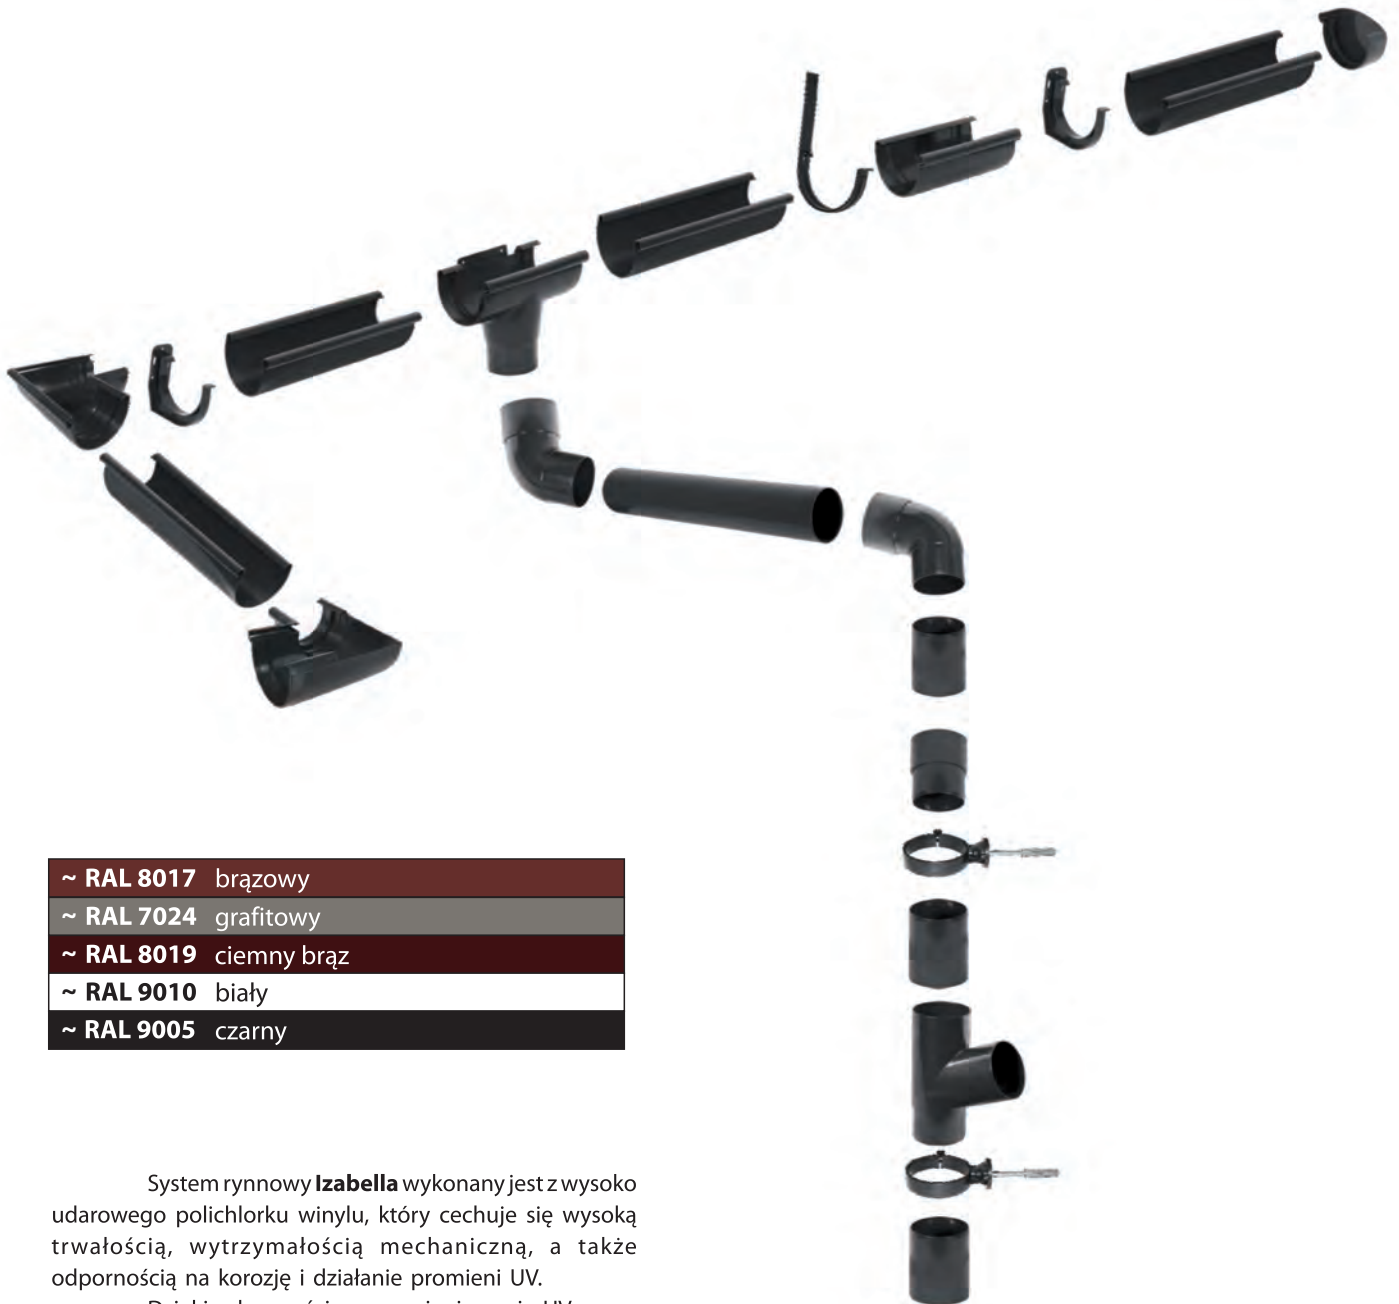 ~ RAL 8017 brązowy
~ RAL 7024 grafitowy
~ RAL 8019 ciemny brąz
~ RAL 9010 biały
~ RAL 9005 czarny
System rynnowy Izabella wykonany jest z wysoko
udarowego polichlorku winylu, który cechuje się wysoką
trwałością, wytrzymałością mechaniczną, a także
odpornością na korozję i działanie promieni UV.